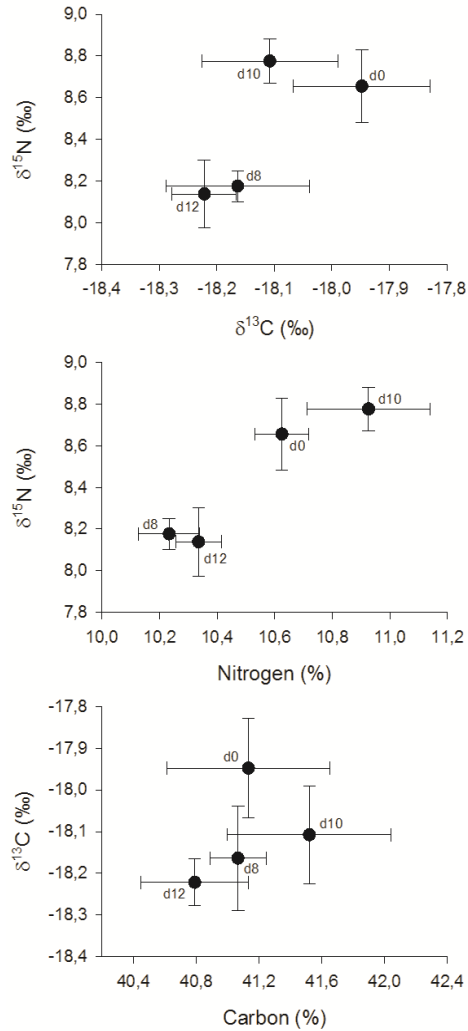 9,0
8,8
8,6
8,4
8,2
8,0
7,8
δ15N (‰)
d10
d0
d8
d12
-18,4 -18,3 -18,2 -18,1 -18,0 -17,9 -17,8
δ13C (‰)
9,0
8,8
8,6
8,4
8,2
8,0
7,8
δ15N (‰)
d10
d0
d8
d12
10,0 10,2 10,4 10,6 10,8 11,0 11,2
Nitrogen (%)
-17,8
-17,9
-18,0
-18,1
-18,2
-18,3
-18,4
δ13C (‰)
d0
d10
d8
d12
40,4 40,8 41,2 41,6 42,0 42,4
Carbon (%)